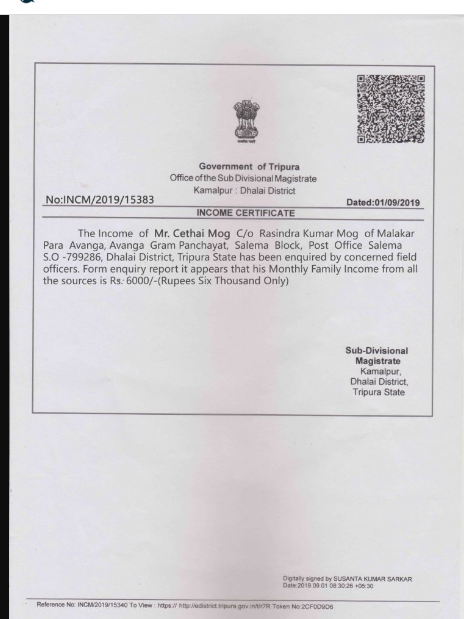 Government of Tripura
Office of the Sub Divisional Magistrate
Kamalpur : Dhalai District
No:INCM/2019/15383
Dated:01/09/2019
INCOME CERTIFICATE
The Income of Mr. Cethai Mog C/o Rasindra Kumar Mog of Malakar
Para Avanga, Avanga Gram Panchayat, Salema Block, Post Office Salema
S.O -799286, Dhalai District, Tripura State has been enquired by concerned field
officers. Form enquiry report it appears that his Monthly Family Income from all
the sources is Rs. 6000/-(Rupees Six Thousand Only)
Sub-Divisional
Magistrate
Kamalpur,
Dhalai District,
Tripura State
Digitally signed by SUSANTA KUMAR SARKAR
Date:2019.09.01 08:30:26 +05:30
Reference No: INCM/2019/15340 To View : https:// http://edistrict.tripura.gov.in/t/r7R Token No:2CF0D9D6